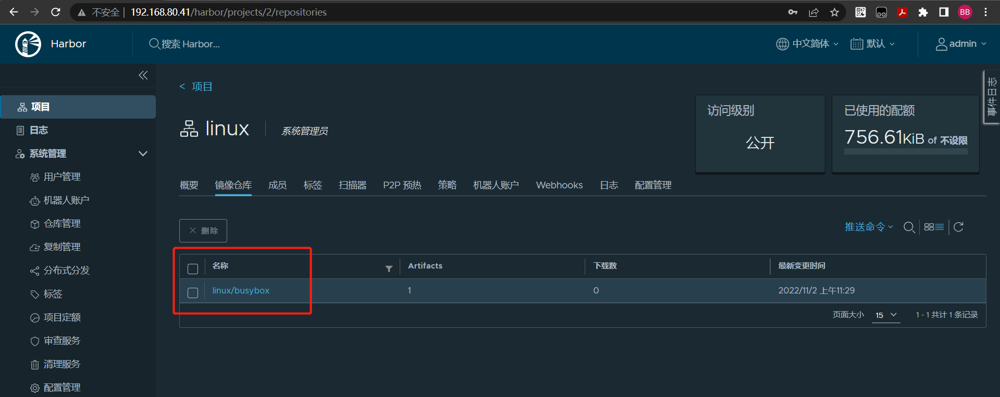 不安全 192.168.80.41/harbor/projects/2/repositories
BB
Harbor
搜索 Harbor...
中文简体
默认
admin
事件日志
项目
日志
系统管理
用户管理
机器人账户
仓库管理
复制管理
分布式分发
标签
项目定额
审查服务
清理服务
配置管理
< 项目
linux
系统管理员
访问级别
公开
已使用的配额
756.61KiB of 不设限
概要 镜像仓库 成员 标签 扫描器 P2P 预热 策略 机器人账户 Webhooks 日志 配置管理
删除
推送命令
名称 Artifacts 下载数 最新变更时间
linux/busybox 1 0 2022/11/2 上午11:29
页面大小 15 1 - 1 共计 1 条记录